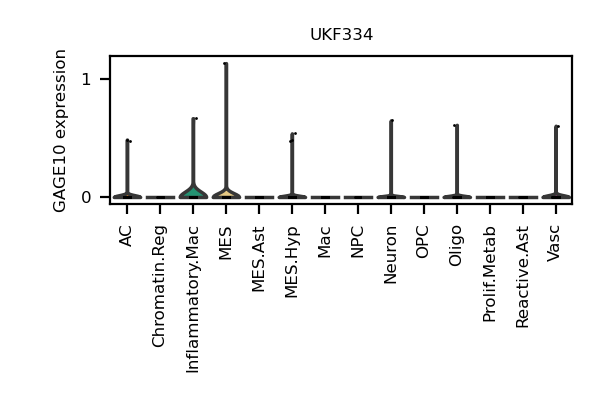 UKF334
GAGE10 expression
1
0
AC
Chromatin.Reg
Inflammatory.Mac
MES
MES.Ast
MES.Hyp
Mac
NPC
Neuron
OPC
Oligo
Prolif.Metab
Reactive.Ast
Vasc